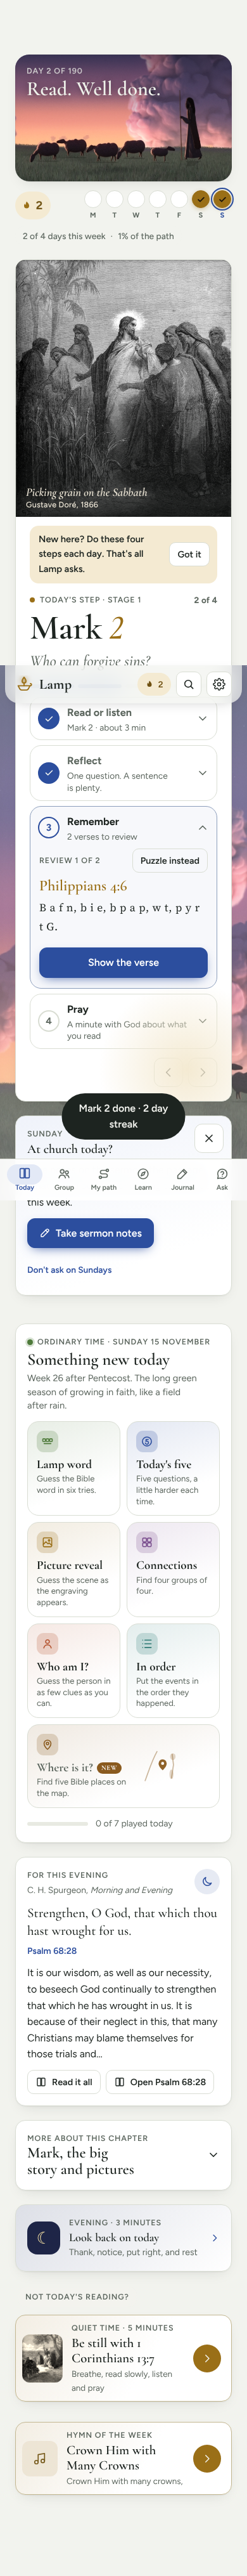 DAY 2 OF 190
Read. Well done.
2
M T W T F S S
2 of 4 days this week · 1% of the path
Picking grain on the Sabbath
Gustave Doré, 1866
New here? Do these four
steps each day. That's all
Lamp asks.
Got it
TODAY'S STEP · STAGE 1
2 of 4
Mark 2
Who can forgive sins?
Lamp
2
Read or listen
Mark 2 · about 3 min
Reflect
One question. A sentence
is plenty.
3
Remember
2 verses to review
REVIEW 1 OF 2
Puzzle instead
Philippians 4:6
B a f n, b i e, b p a p, w t, p y r
t G.
Show the verse
4
Pray
A minute with God about what
you read
Mark 2 done · 2 day
streak
SUNDAY
At church today?
Today
Group
My path
Learn
Journal
Ask
this week.
Take sermon notes
Don't ask on Sundays
ORDINARY TIME · SUNDAY 15 NOVEMBER
Something new today
Week 26 after Pentecost. The long green
season of growing in faith, like a field
after rain.
Lamp word
Guess the Bible
word in six tries.
Today's five
Five questions, a
little harder each
time.
Picture reveal
Guess the scene as
the engraving
appears.
Connections
Find four groups of
four.
Who am I?
Guess the person in
as few clues as you
can.
In order
Put the events in
the order they
happened.
Where is it? NEW
Find five Bible places on
the map.
0 of 7 played today
FOR THIS EVENING
C. H. Spurgeon, Morning and Evening
Strengthen, O God, that which thou
hast wrought for us.
Psalm 68:28
It is our wisdom, as well as our necessity,
to beseech God continually to strengthen
that which he has wrought in us. It is
because of their neglect in this, that many
Christians may blame themselves for
those trials and…
Read it all
Open Psalm 68:28
MORE ABOUT THIS CHAPTER
Mark, the big
story and pictures
EVENING · 3 MINUTES
Look back on today
Thank, notice, put right, and rest
NOT TODAY'S READING?
QUIET TIME · 5 MINUTES
Be still with 1
Corinthians 13:7
Breathe, read slowly, listen
and pray
HYMN OF THE WEEK
Crown Him with
Many Crowns
Crown Him with many crowns,